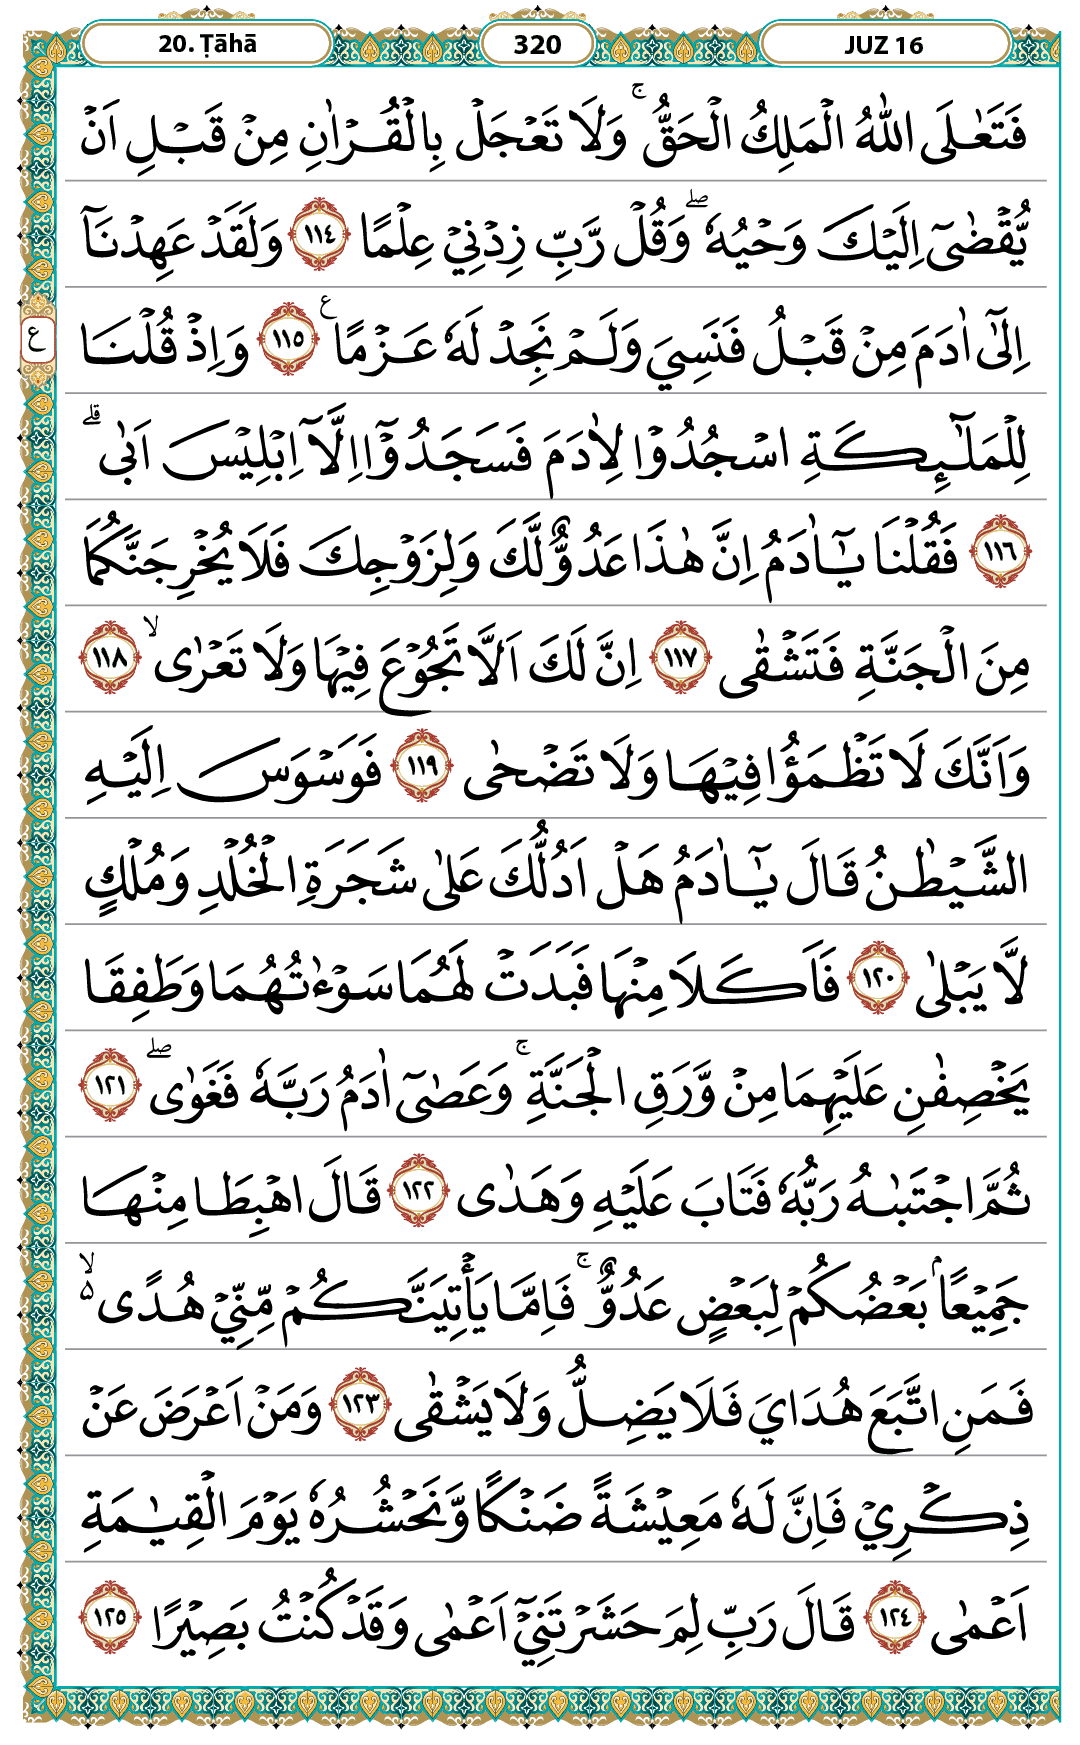 20. Ṭāhā
320
JUZ 16
فَتَعٰلَى اللّٰهُ الْمَلِكُ الْحَقُّ ۚ وَلَا تَعْجَلْ بِالْقُرْاٰنِ مِنْ قَبْلِ اَنْ
يُّقْضٰىٓ اِلَيْكَ وَحْيُهٗ ۖ وَقُلْ رَّبِّ زِدْنِيْ عِلْمًا ١١٤ وَلَقَدْ عَهِدْنَآ
ع
اِلٰٓى اٰدَمَ مِنْ قَبْلُ فَنَسِيَ وَلَمْ نَجِدْ لَهٗ عَزْمًا ع ١١٥ وَاِذْ قُلْنَا
لِلْمَلٰۤىِٕكَةِ اسْجُدُوْا لِاٰدَمَ فَسَجَدُوْٓا اِلَّآ اِبْلِيْسَ اَبٰى ۗ
١١٦ فَقُلْنَا يٰٓاٰدَمُ اِنَّ هٰذَا عَدُوٌّ لَّكَ وَلِزَوْجِكَ فَلَا يُخْرِجَنَّكُمَا
مِنَ الْجَنَّةِ فَتَشْقٰى ١١٧ اِنَّ لَكَ اَلَّا تَجُوْعَ فِيْهَا وَلَا تَعْرٰى ۙ ١١٨
وَاَنَّكَ لَا تَظْمَؤُا فِيْهَا وَلَا تَضْحٰى ١١٩ فَوَسْوَسَ اِلَيْهِ
الشَّيْطٰنُ قَالَ يٰٓاٰدَمُ هَلْ اَدُلُّكَ عَلٰى شَجَرَةِ الْخُلْدِ وَمُلْكٍ
لَّا يَبْلٰى ١٢٠ فَاَكَلَا مِنْهَا فَبَدَتْ لَهُمَا سَوْءٰتُهُمَا وَطَفِقَا
يَخْصِفٰنِ عَلَيْهِمَا مِنْ وَّرَقِ الْجَنَّةِ ۚ وَعَصٰىٓ اٰدَمُ رَبَّهٗ فَغَوٰى ۖ ١٢١
ثُمَّ اجْتَبٰىهُ رَبُّهٗ فَتَابَ عَلَيْهِ وَهَدٰى ١٢٢ قَالَ اهْبِطَا مِنْهَا
جَمِيْعًاۢ بَعْضُكُمْ لِبَعْضٍ عَدُوٌّ ۚ فَاِمَّا يَأْتِيَنَّكُمْ مِّنِّيْ هُدًى ۙ۵
فَمَنِ اتَّبَعَ هُدَايَ فَلَا يَضِلُّ وَلَا يَشْقٰى ١٢٣ وَمَنْ اَعْرَضَ عَنْ
ذِكْرِيْ فَاِنَّ لَهٗ مَعِيْشَةً ضَنْكًا وَّنَحْشُرُهٗ يَوْمَ الْقِيٰمَةِ
اَعْمٰى ١٢٤ قَالَ رَبِّ لِمَ حَشَرْتَنِيْٓ اَعْمٰى وَقَدْ كُنْتُ بَصِيْرًا ١٢٥